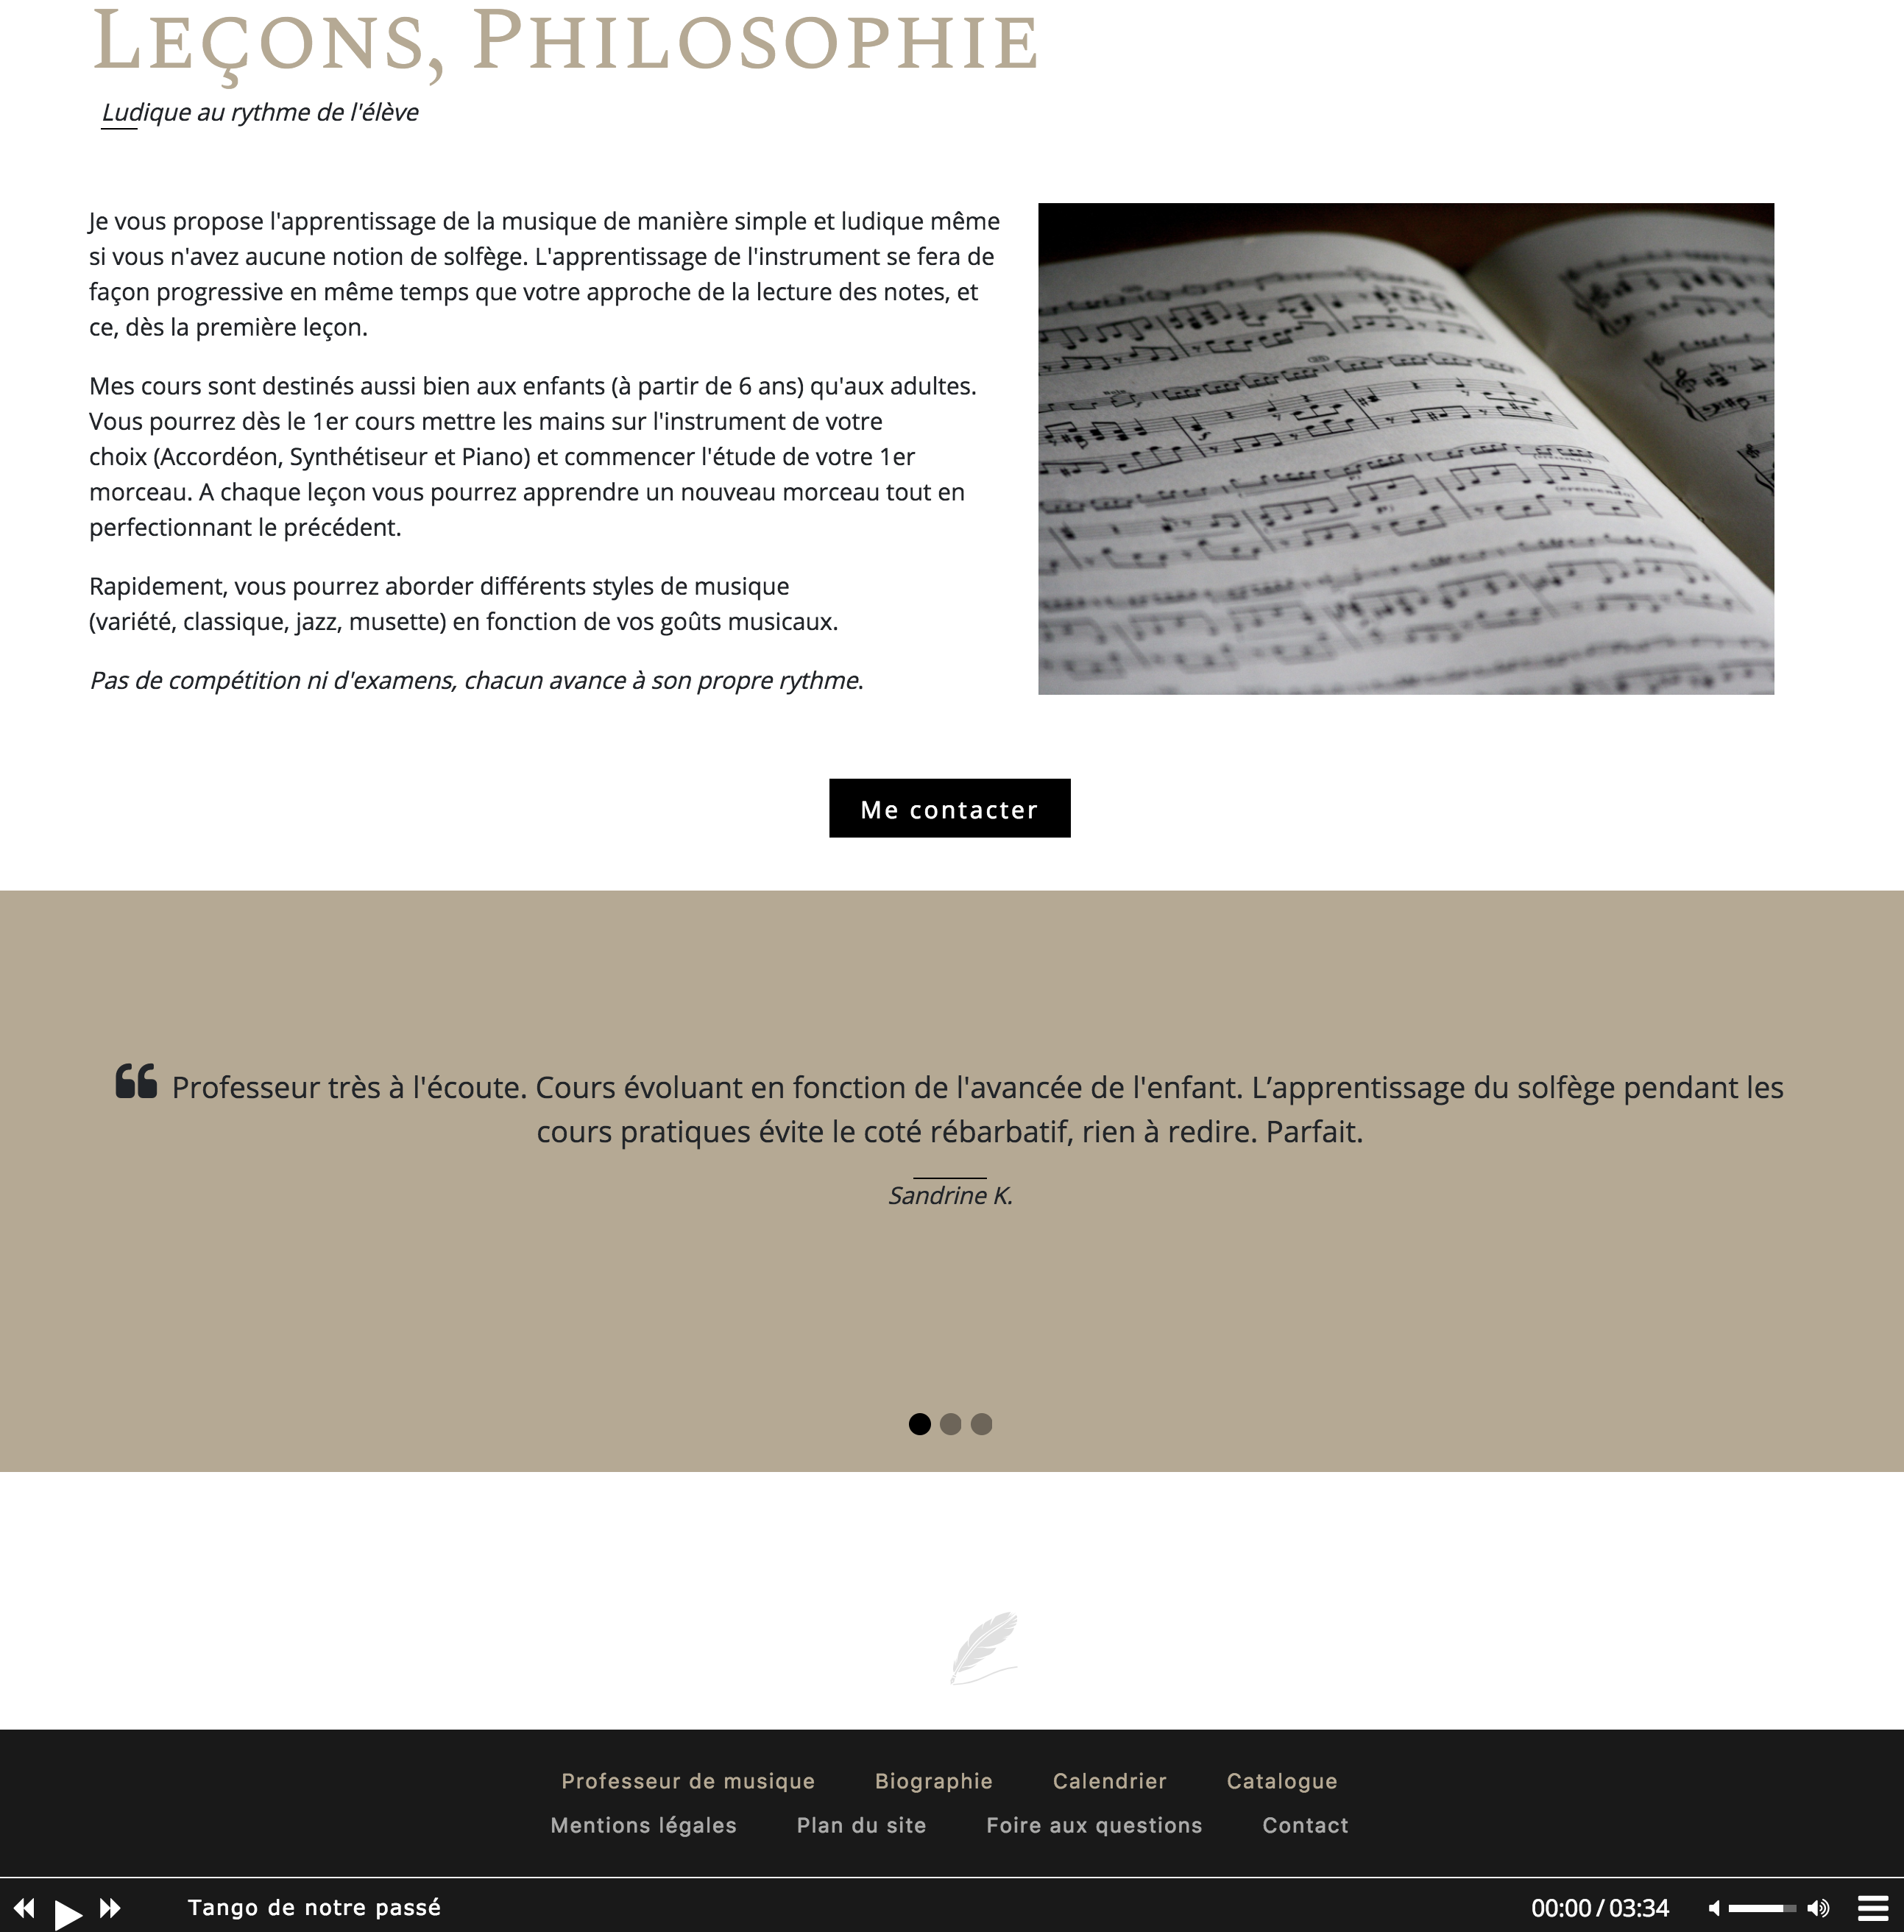 Leçons, Philosophie
Ludique au rythme de l'élève
Je vous propose l'apprentissage de la musique de manière simple et ludique même
si vous n'avez aucune notion de solfège. L'apprentissage de l'instrument se fera de
façon progressive en même temps que votre approche de la lecture des notes, et
ce, dès la première leçon.
Mes cours sont destinés aussi bien aux enfants (à partir de 6 ans) qu'aux adultes.
Vous pourrez dès le 1er cours mettre les mains sur l'instrument de votre
choix (Accordéon, Synthétiseur et Piano) et commencer l'étude de votre 1er
morceau. A chaque leçon vous pourrez apprendre un nouveau morceau tout en
perfectionnant le précédent.
Rapidement, vous pourrez aborder différents styles de musique
(variété, classique, jazz, musette) en fonction de vos goûts musicaux.
Pas de compétition ni d'examens, chacun avance à son propre rythme.
(crescendo)
Me contacter
❝ Professeur très à l'écoute. Cours évoluant en fonction de l'avancée de l'enfant. L’apprentissage du solfège pendant les
cours pratiques évite le coté rébarbatif, rien à redire. Parfait.
Sandrine K.
Professeur de musique Biographie Calendrier Catalogue
Mentions légales Plan du site Foire aux questions Contact
Tango de notre passé 00:00 / 03:34